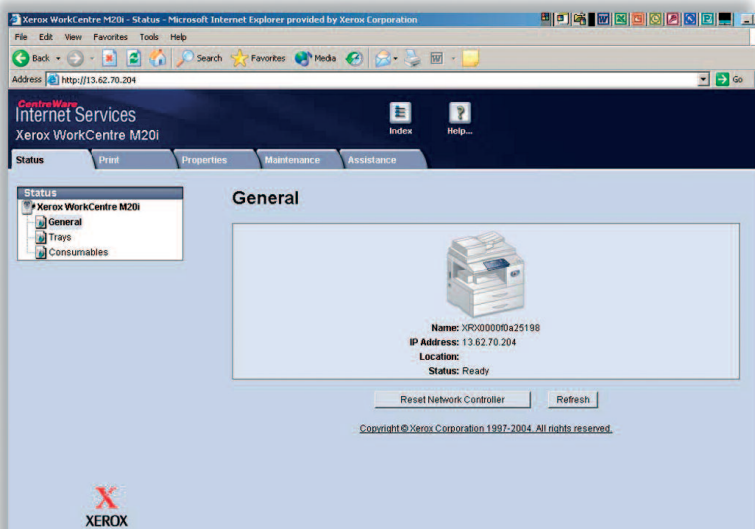 Xerox WorkCentre M20i - Status - Microsoft Internet Explorer provided by Xerox Corporation
File Edit View Favorites Tools Help
Back Search Favorites Media
Address http://13.62.70.204 Go
CentreWare
Internet Services
Xerox WorkCentre M20i
Index Help...
Status Print Properties Maintenance Assistance
Status
Xerox WorkCentre M20i
General
Trays
Consumables
General
Name: XRX0000f0a25198
IP Address: 13.62.70.204
Location:
Status: Ready
Reset Network Controller Refresh
Copyright © Xerox Corporation 1997-2004. All rights reserved.
X
XEROX